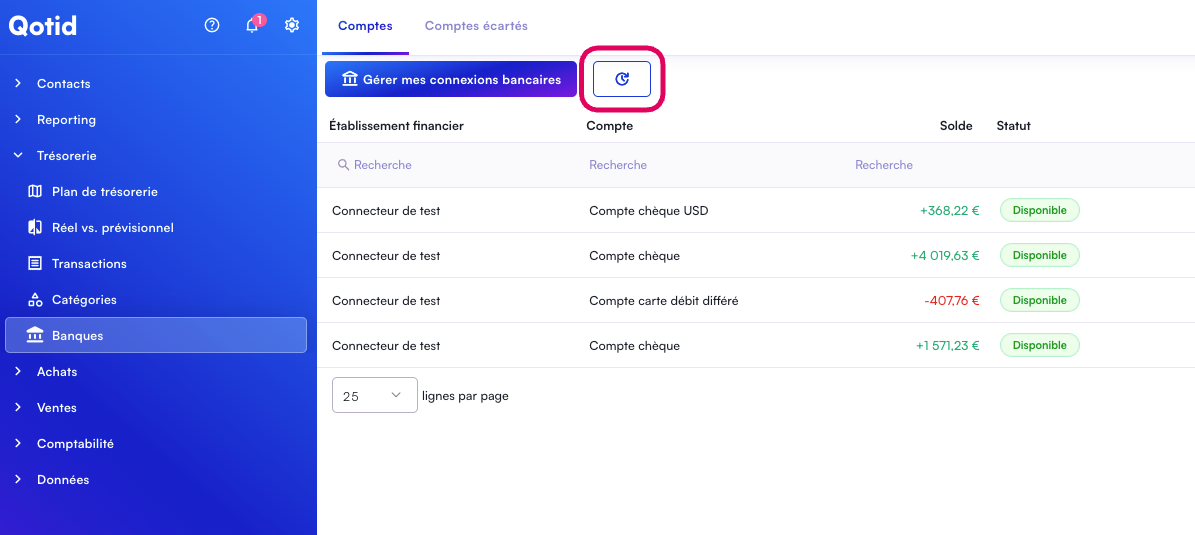 Qotid
1
Contacts
Reporting
Trésorerie
Plan de trésorerie
Réel vs. prévisionnel
Transactions
Catégories
Banques
Achats
Ventes
Comptabilité
Données
Comptes Comptes écartés
Gérer mes connexions bancaires
Établissement financier Compte Solde Statut
Recherche Recherche Recherche
Connecteur de test Compte chèque USD +368,22 € Disponible
Connecteur de test Compte chèque +4 019,63 € Disponible
Connecteur de test Compte carte débit différé -407,76 € Disponible
Connecteur de test Compte chèque +1 571,23 € Disponible
25 lignes par page